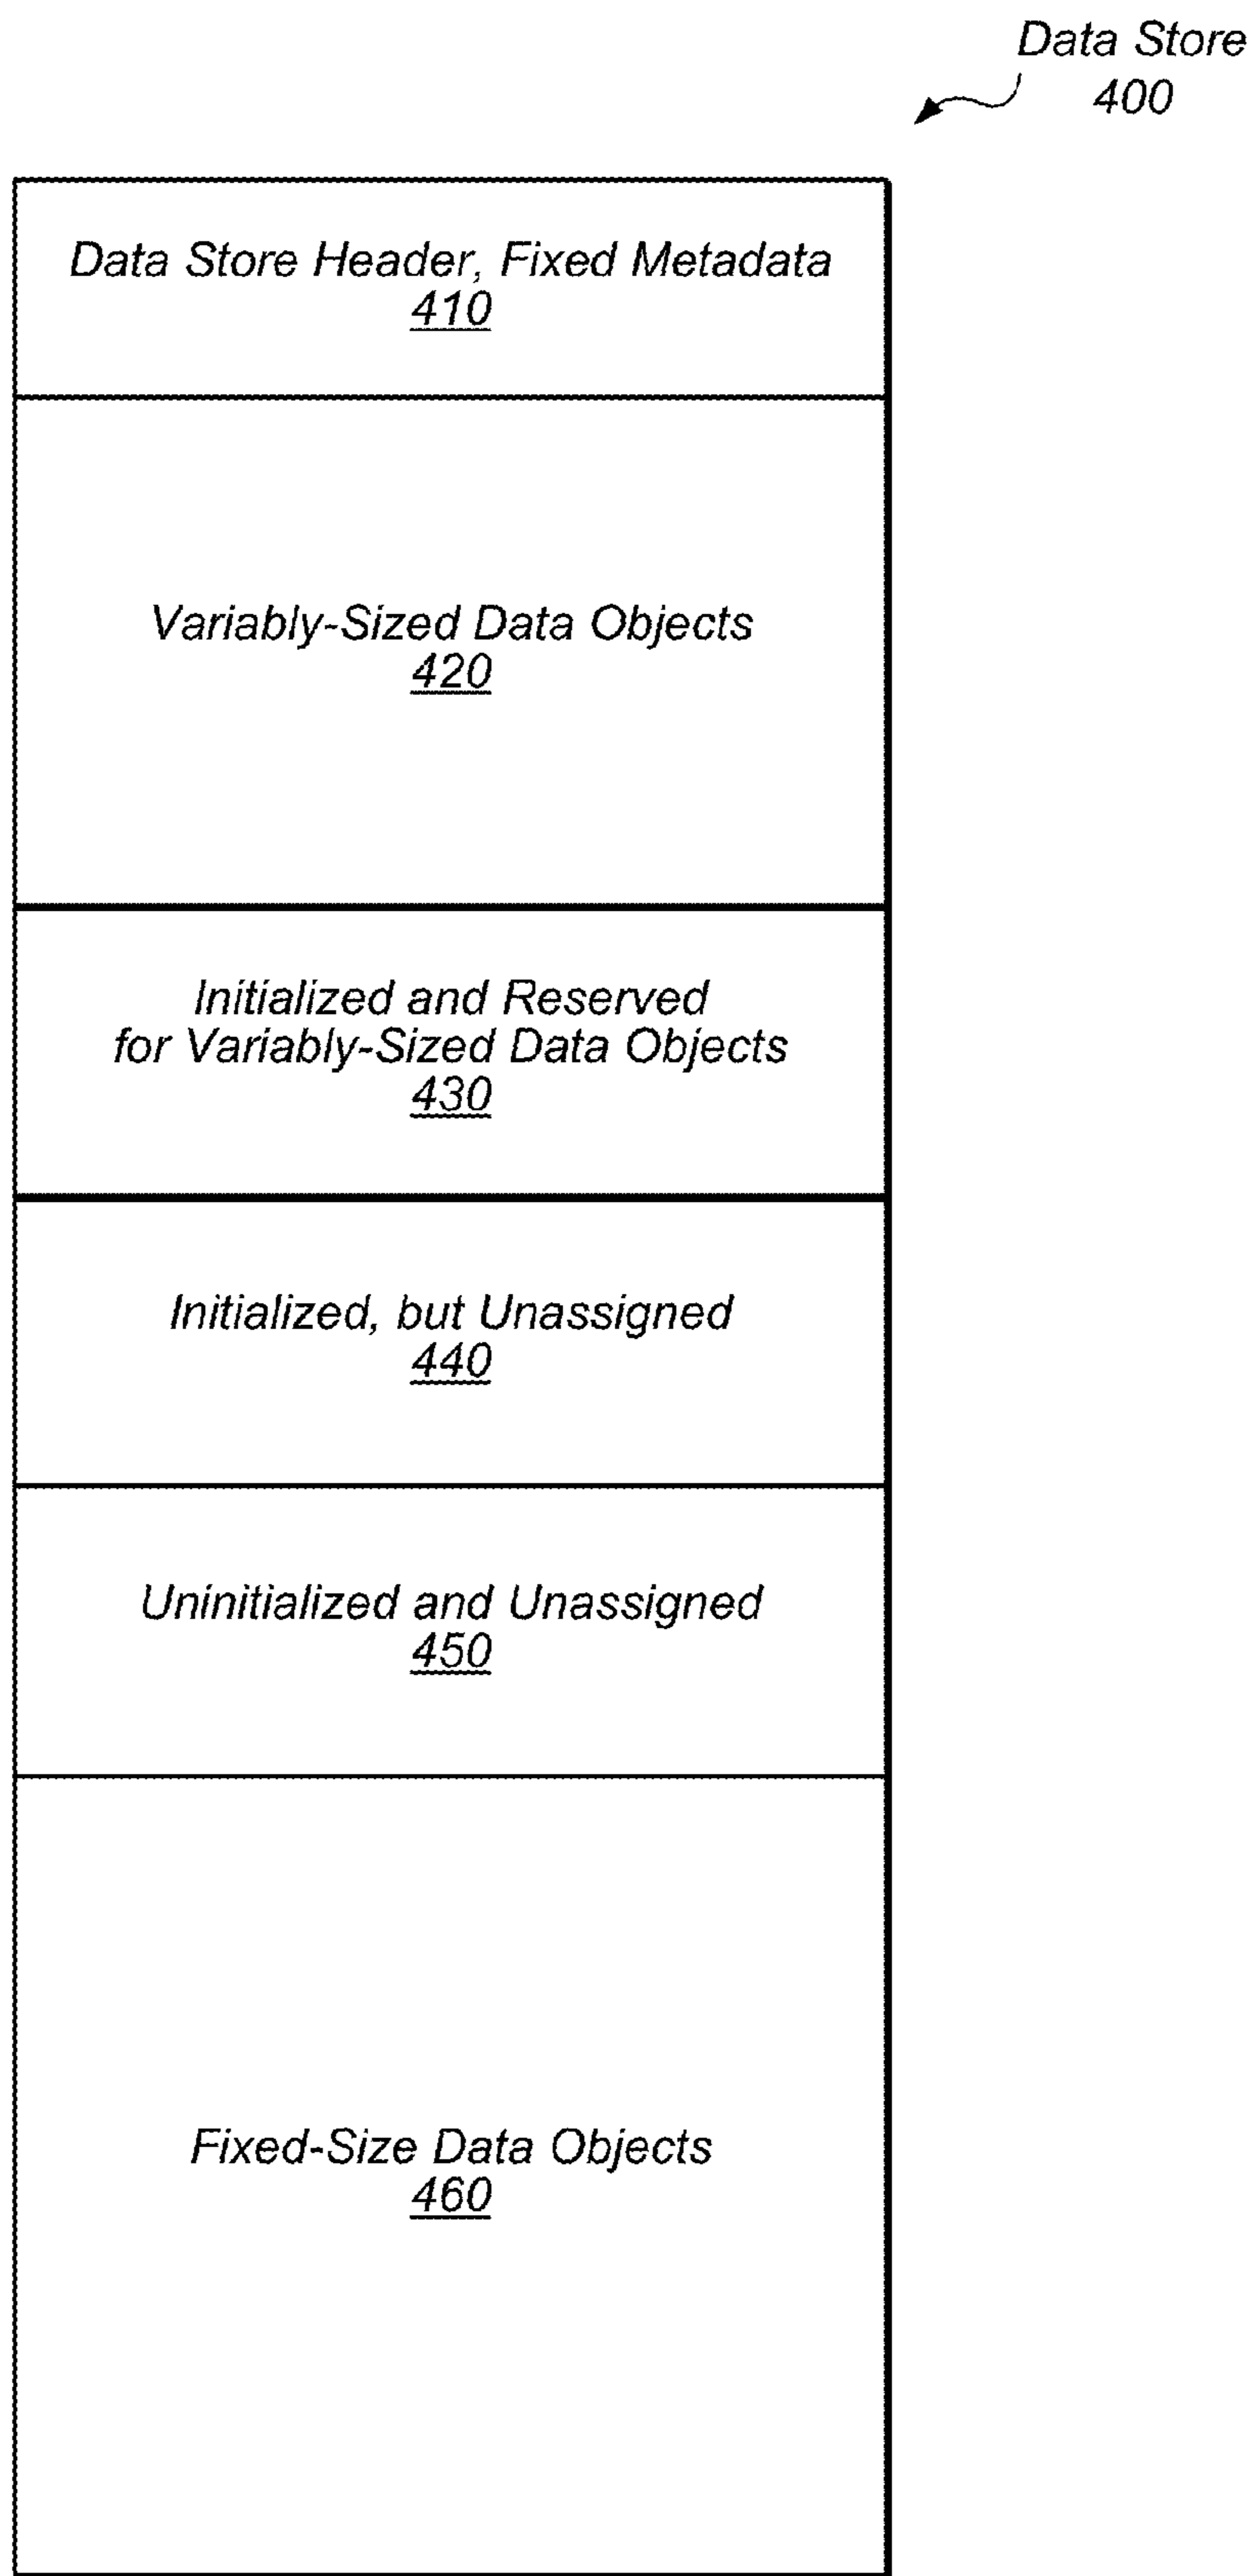 Data Store
400
Data Store Header, Fixed Metadata
410
Variably-Sized Data Objects
420
Initialized and Reserved
for Variably-Sized Data Objects
430
Initialized, but Unassigned
440
Uninitialized and Unassigned
450
Fixed-Size Data Objects
460